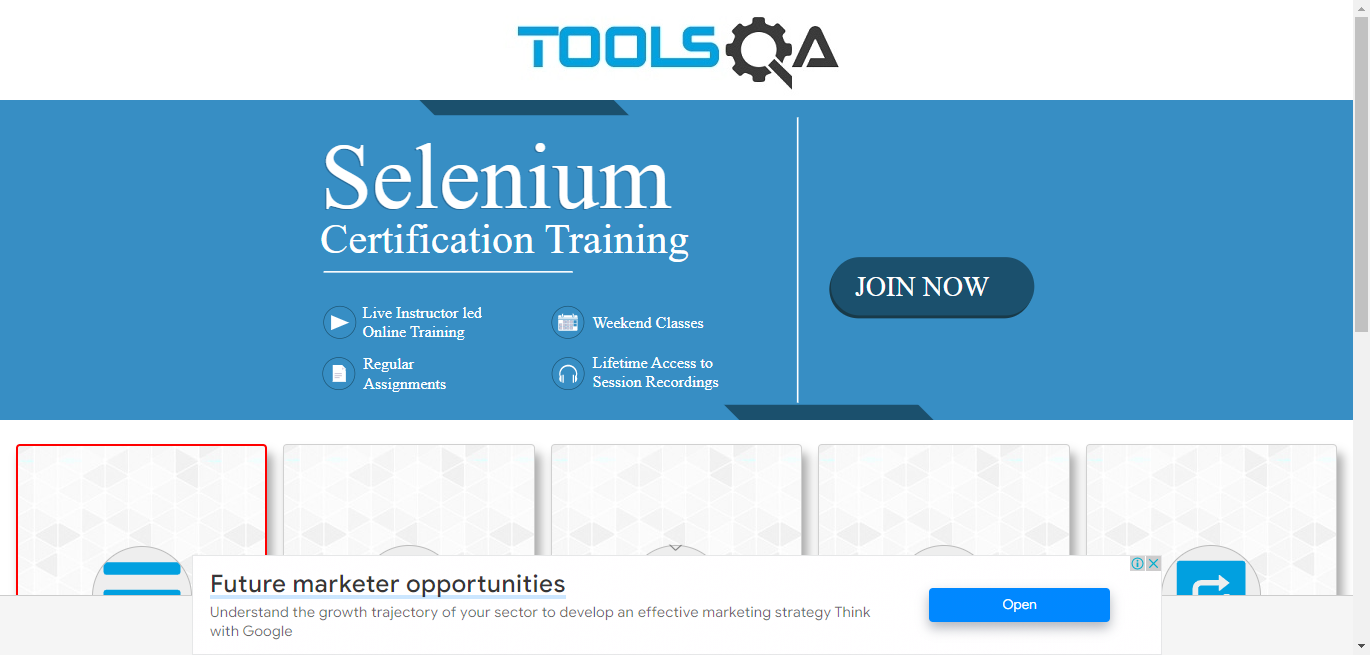 TOOLSQA
Selenium
Certification Training
Live Instructor led
Online Training
Weekend Classes
Regular
Assignments
Lifetime Access to
Session Recordings
JOIN NOW
Future marketer opportunities
Understand the growth trajectory of your sector to develop an effective marketing strategy Think
with Google
Open